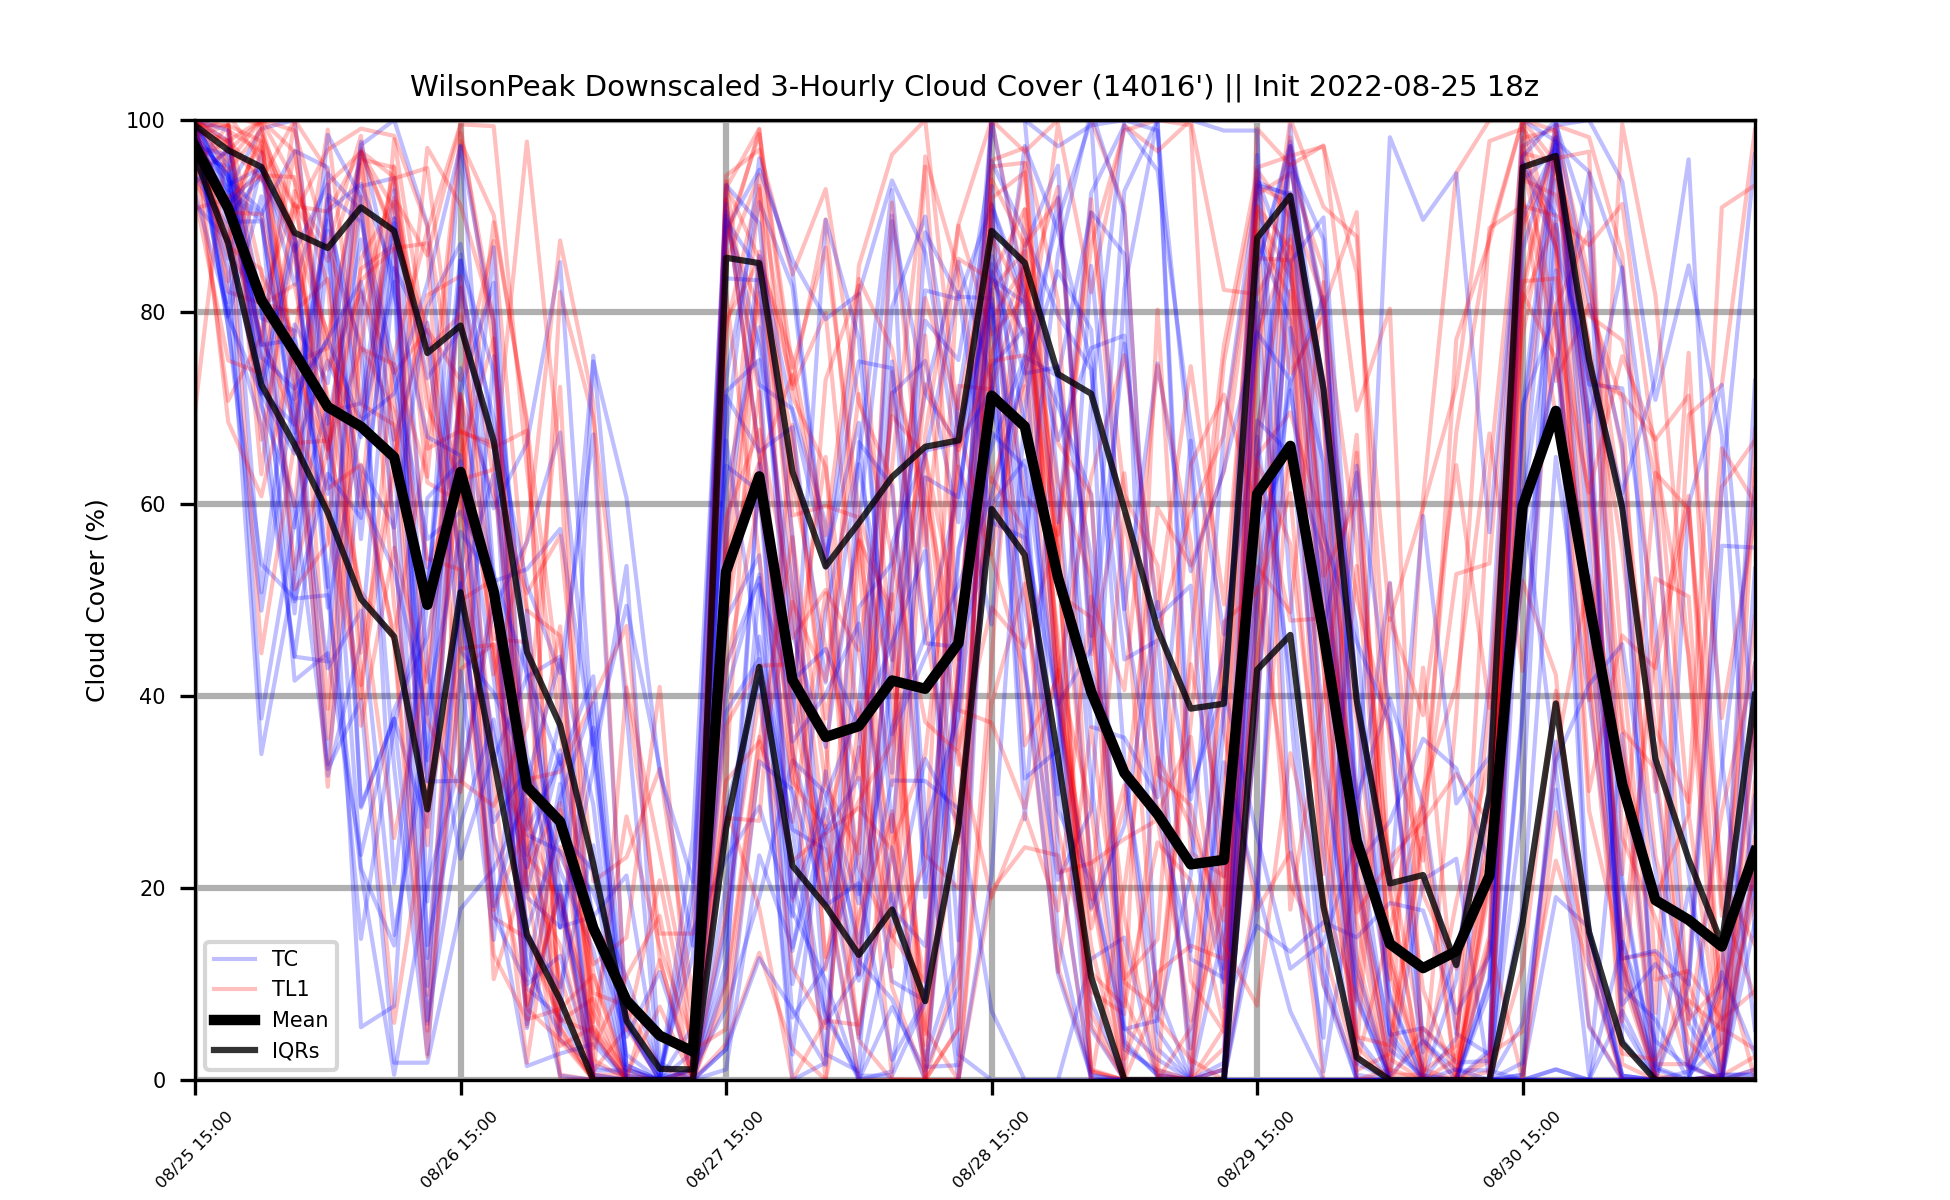 WilsonPeak Downscaled 3-Hourly Cloud Cover (14016') || Init 2022-08-25 18z
Cloud Cover (%)
100
80
60
40
20
0
TC
TL1
Mean
IQRs
08/25 15:00
08/26 15:00
08/27 15:00
08/28 15:00
08/29 15:00
08/30 15:00